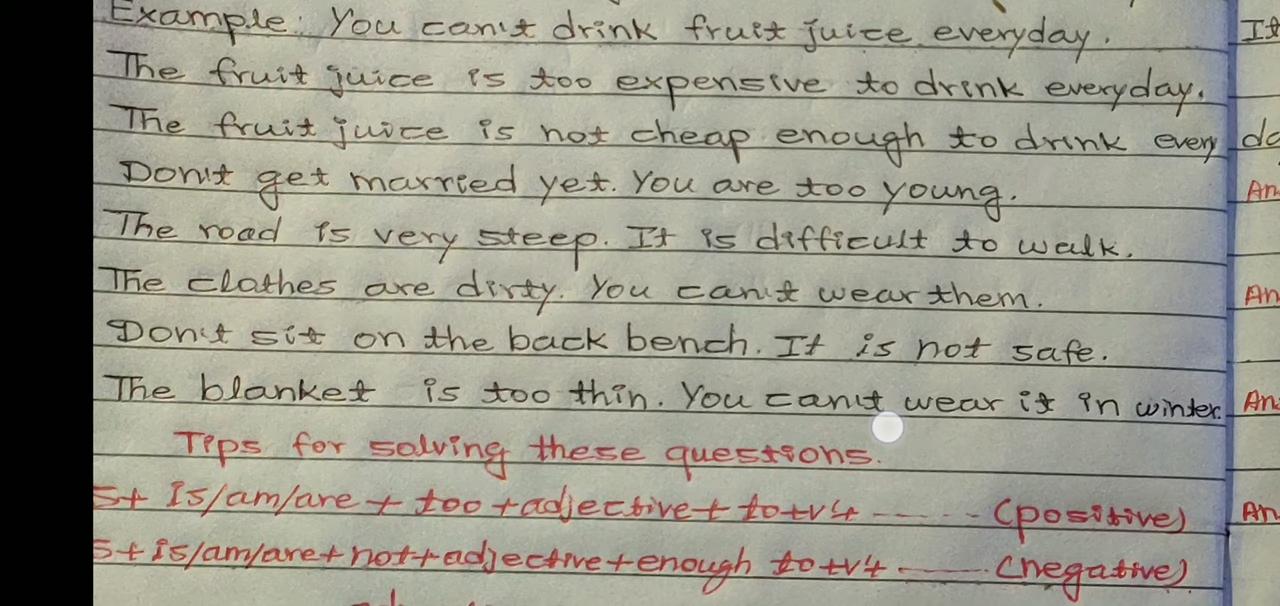 Example: You can't drink fruit juice everyday.
The fruit juice is too expensive to drink everyday.
The fruit juice is not cheap enough to drink every
Don't get married yet. You are too young.
The road is very steep. It is difficult to walk.
The clothes are dirty. You can't wear them.
Don't sit on the back bench. It is not safe.
The blanket is too thin. You can't wear it in winter.
Tips for solving these questions.
S+ Is/am/are + too +adjective+ to+v4 ------ (positive)
S+is/am/are+not+adjective+enough to+v4 ------ (negative)
It
An
An
An
An